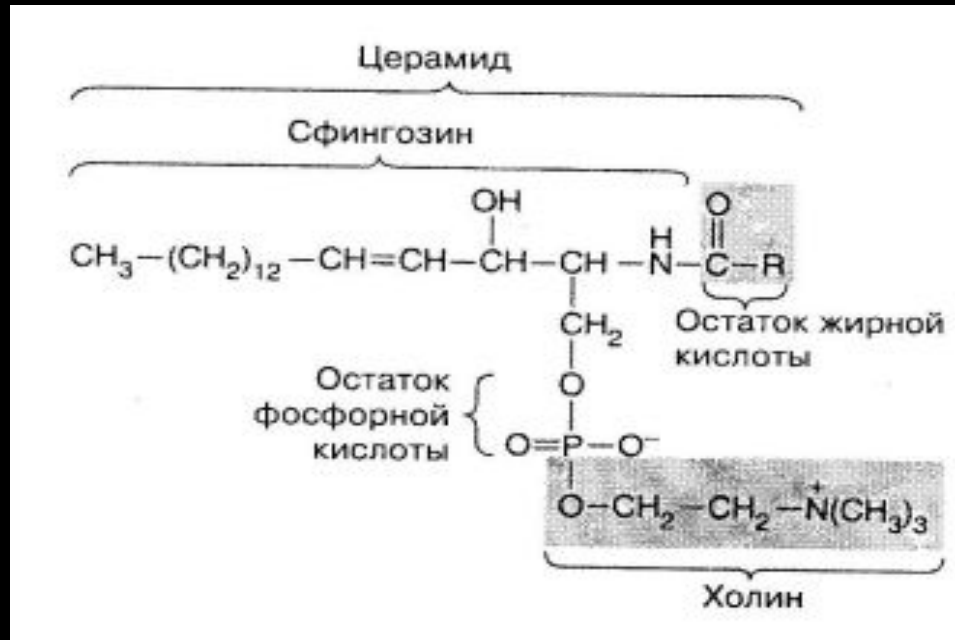 Церамид
Сфингозин
OH
O
H
CH₃—(CH₂)₁₂—CH=CH—CH—CH—N—C—R
CH₂
Остаток жирной
кислоты
O
Остаток
фосфорной
кислоты
O=P—O⁻
O—CH₂—CH₂—N⁺(CH₃)₃
Холин